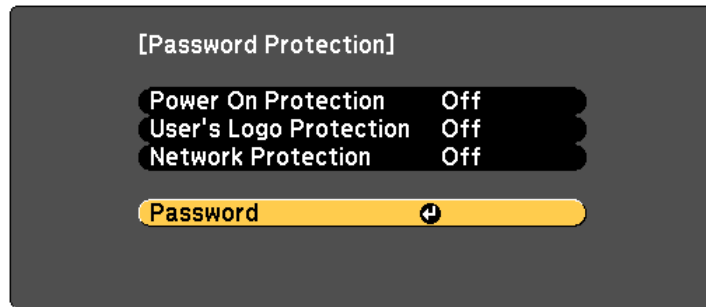 [Password Protection]
Power On Protection Off
User's Logo Protection Off
Network Protection Off
Password